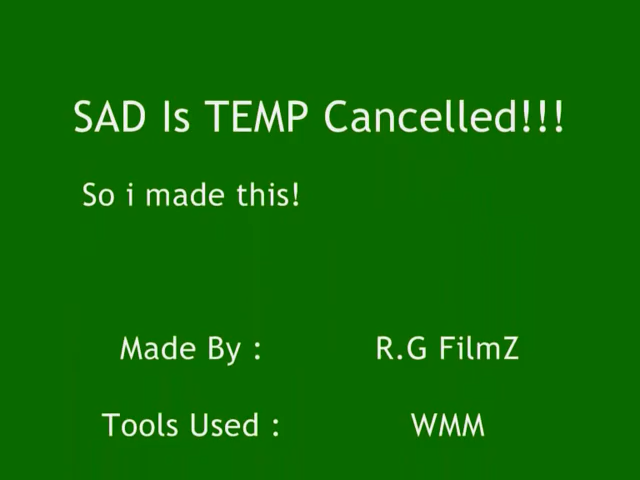 SAD Is TEMP Cancelled!!!
So i made this!
Made By : R.G FilmZ
Tools Used : WMM